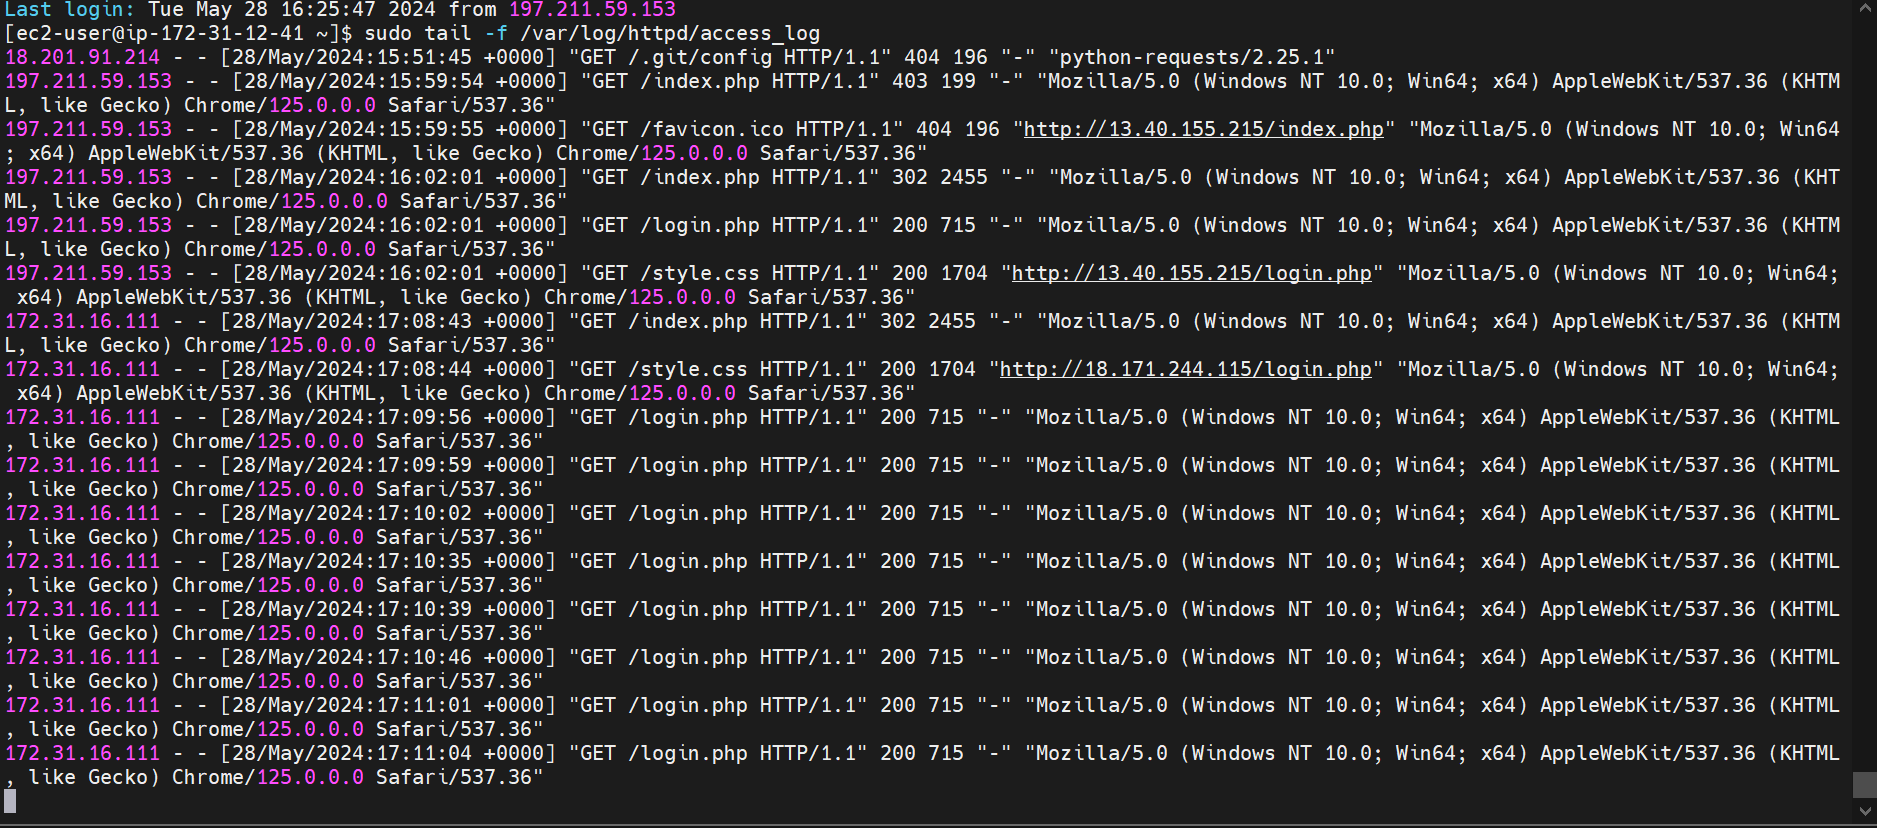 Last login: Tue May 28 16:25:47 2024 from 197.211.59.153
[ec2-user@ip-172-31-12-41 ~]$ sudo tail -f /var/log/httpd/access_log
18.201.91.214 - - [28/May/2024:15:51:45 +0000] "GET /.git/config HTTP/1.1" 404 196 "-" "python-requests/2.25.1"
197.211.59.153 - - [28/May/2024:15:59:54 +0000] "GET /index.php HTTP/1.1" 403 199 "-" "Mozilla/5.0 (Windows NT 10.0; Win64; x64) AppleWebKit/537.36 (KHTM
L, like Gecko) Chrome/125.0.0.0 Safari/537.36"
197.211.59.153 - - [28/May/2024:15:59:55 +0000] "GET /favicon.ico HTTP/1.1" 404 196 "http://13.40.155.215/index.php" "Mozilla/5.0 (Windows NT 10.0; Win64
; x64) AppleWebKit/537.36 (KHTML, like Gecko) Chrome/125.0.0.0 Safari/537.36"
197.211.59.153 - - [28/May/2024:16:02:01 +0000] "GET /index.php HTTP/1.1" 302 2455 "-" "Mozilla/5.0 (Windows NT 10.0; Win64; x64) AppleWebKit/537.36 (KHT
ML, like Gecko) Chrome/125.0.0.0 Safari/537.36"
197.211.59.153 - - [28/May/2024:16:02:01 +0000] "GET /login.php HTTP/1.1" 200 715 "-" "Mozilla/5.0 (Windows NT 10.0; Win64; x64) AppleWebKit/537.36 (KHTM
L, like Gecko) Chrome/125.0.0.0 Safari/537.36"
197.211.59.153 - - [28/May/2024:16:02:01 +0000] "GET /style.css HTTP/1.1" 200 1704 "http://13.40.155.215/login.php" "Mozilla/5.0 (Windows NT 10.0; Win64;
 x64) AppleWebKit/537.36 (KHTML, like Gecko) Chrome/125.0.0.0 Safari/537.36"
172.31.16.111 - - [28/May/2024:17:08:43 +0000] "GET /index.php HTTP/1.1" 302 2455 "-" "Mozilla/5.0 (Windows NT 10.0; Win64; x64) AppleWebKit/537.36 (KHTM
L, like Gecko) Chrome/125.0.0.0 Safari/537.36"
172.31.16.111 - - [28/May/2024:17:08:44 +0000] "GET /style.css HTTP/1.1" 200 1704 "http://18.171.244.115/login.php" "Mozilla/5.0 (Windows NT 10.0; Win64;
 x64) AppleWebKit/537.36 (KHTML, like Gecko) Chrome/125.0.0.0 Safari/537.36"
172.31.16.111 - - [28/May/2024:17:09:56 +0000] "GET /login.php HTTP/1.1" 200 715 "-" "Mozilla/5.0 (Windows NT 10.0; Win64; x64) AppleWebKit/537.36 (KHTML
, like Gecko) Chrome/125.0.0.0 Safari/537.36"
172.31.16.111 - - [28/May/2024:17:09:59 +0000] "GET /login.php HTTP/1.1" 200 715 "-" "Mozilla/5.0 (Windows NT 10.0; Win64; x64) AppleWebKit/537.36 (KHTML
, like Gecko) Chrome/125.0.0.0 Safari/537.36"
172.31.16.111 - - [28/May/2024:17:10:02 +0000] "GET /login.php HTTP/1.1" 200 715 "-" "Mozilla/5.0 (Windows NT 10.0; Win64; x64) AppleWebKit/537.36 (KHTML
, like Gecko) Chrome/125.0.0.0 Safari/537.36"
172.31.16.111 - - [28/May/2024:17:10:35 +0000] "GET /login.php HTTP/1.1" 200 715 "-" "Mozilla/5.0 (Windows NT 10.0; Win64; x64) AppleWebKit/537.36 (KHTML
, like Gecko) Chrome/125.0.0.0 Safari/537.36"
172.31.16.111 - - [28/May/2024:17:10:39 +0000] "GET /login.php HTTP/1.1" 200 715 "-" "Mozilla/5.0 (Windows NT 10.0; Win64; x64) AppleWebKit/537.36 (KHTML
, like Gecko) Chrome/125.0.0.0 Safari/537.36"
172.31.16.111 - - [28/May/2024:17:10:46 +0000] "GET /login.php HTTP/1.1" 200 715 "-" "Mozilla/5.0 (Windows NT 10.0; Win64; x64) AppleWebKit/537.36 (KHTML
, like Gecko) Chrome/125.0.0.0 Safari/537.36"
172.31.16.111 - - [28/May/2024:17:11:01 +0000] "GET /login.php HTTP/1.1" 200 715 "-" "Mozilla/5.0 (Windows NT 10.0; Win64; x64) AppleWebKit/537.36 (KHTML
, like Gecko) Chrome/125.0.0.0 Safari/537.36"
172.31.16.111 - - [28/May/2024:17:11:04 +0000] "GET /login.php HTTP/1.1" 200 715 "-" "Mozilla/5.0 (Windows NT 10.0; Win64; x64) AppleWebKit/537.36 (KHTML
, like Gecko) Chrome/125.0.0.0 Safari/537.36"